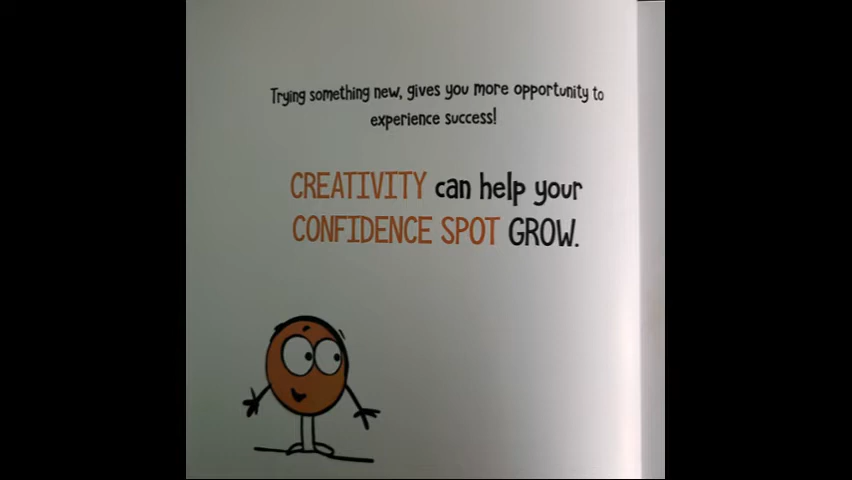 Trying something new, gives you more opportunity to
experience success!
CREATIVITY can help your
CONFIDENCE SPOT GROW.